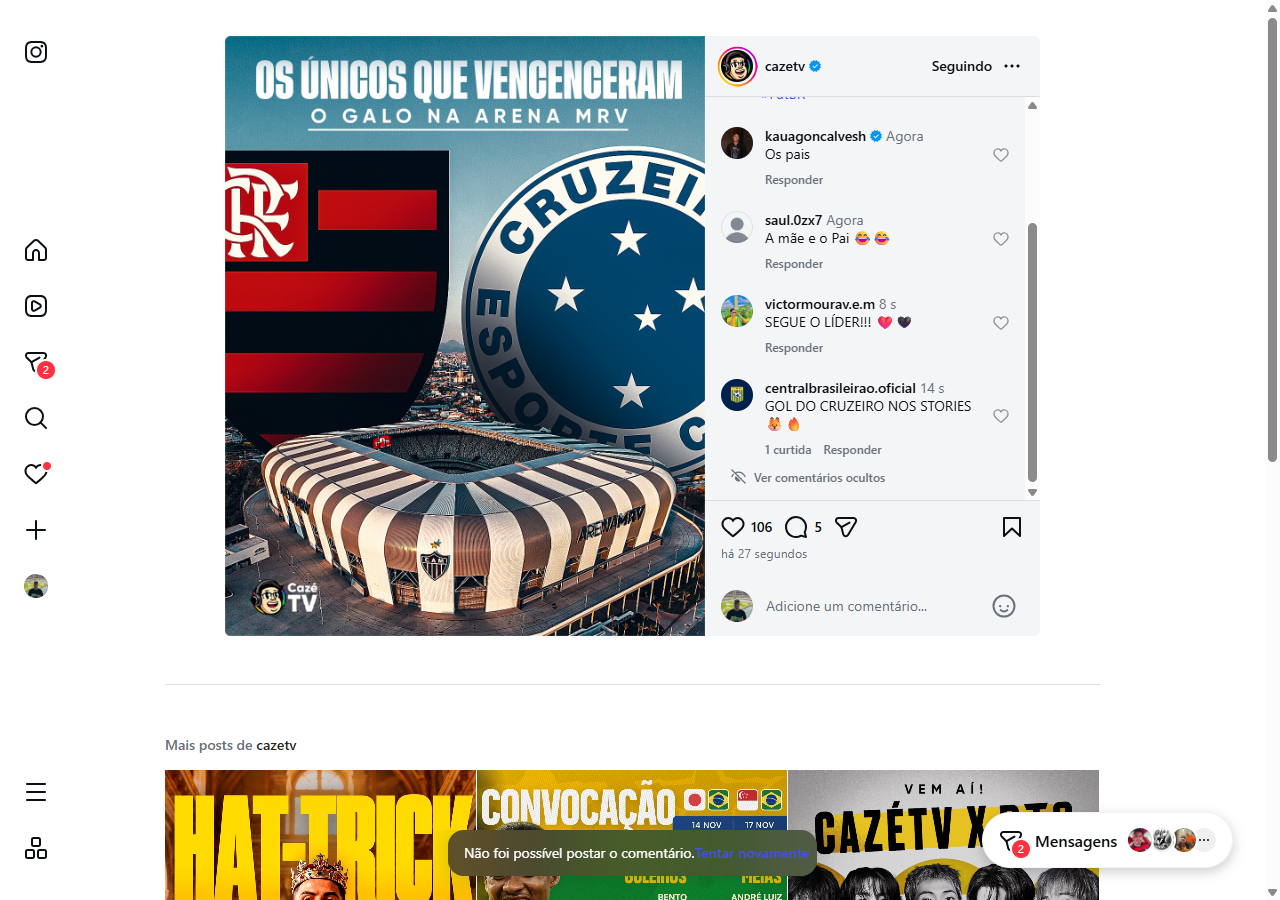 OS ÚNICOS QUE VENCENCERAM
O GALO NA ARENA MRV
CRUZEI
ESPORTE C
ARENA MRV
CAM
Cazé
TV
cazetv
Seguindo
kauagoncalvesh Agora
Os pais
Responder
saul.0zx7 Agora
A mãe e o Pai 😂😂
Responder
victormourav.e.m 8 s
SEGUE O LÍDER!!! ❤️🖤
Responder
centralbrasileirao.oficial 14 s
GOL DO CRUZEIRO NOS STORIES
🦊🔥
1 curtida Responder
Ver comentários ocultos
106 5
há 27 segundos
Adicione um comentário...
2
Mais posts de cazetv
HAT-TRICK
CONVOCAÇÃO
14 NOV 17 NOV
GOLEIROS MEIAS
BENTO ANDRÉ LUIZ
VEM AÍ!
CAZÉTV X
Não foi possível postar o comentário. Tentar novamente
2
Mensagens